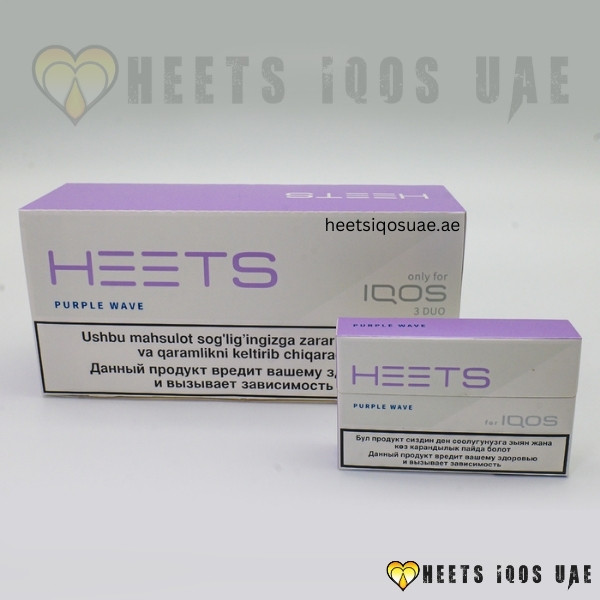 HEETS iQOS UAE
HEETS
heetsiqosuae.ae
HEETS
PURPLE WAVE
only for
IQOS
3 DUO
Ushbu mahsulot sog'lig'ingizga zarar
va qaramlikni keltirib chiqara
Данный продукт вредит вашему
и вызывает зависимость
PURPLE WAVE
HEETS
PURPLE WAVE
for IQOS
Бул продукт сиздин ден соолугунузга зыян жана
көз карандылык пайда болот
Данный продукт вредит вашему здоровью
и вызывает зависимость
HEETS iQOS UAE